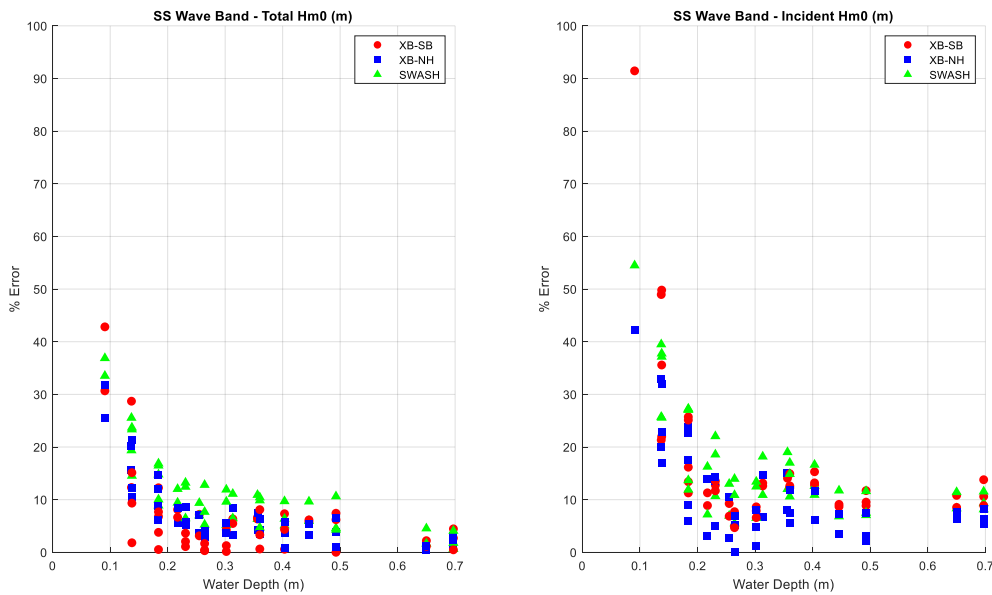 SS Wave Band - Total Hm0 (m)
100
90
80
70
60
50
40
30
20
10
0
% Error
XB-SB
XB-NH
SWASH
0 0.1 0.2 0.3 0.4 0.5 0.6 0.7
Water Depth (m)
SS Wave Band - Incident Hm0 (m)
100
90
80
70
60
50
40
30
20
10
0
% Error
XB-SB
XB-NH
SWASH
0 0.1 0.2 0.3 0.4 0.5 0.6 0.7
Water Depth (m)